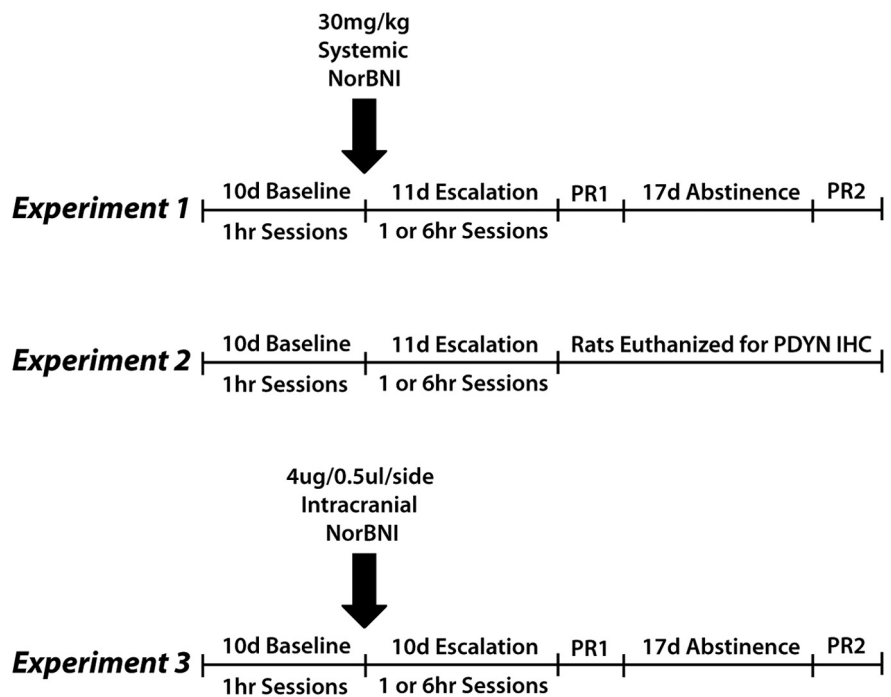 30mg/kg
Systemic
NorBNI
10d Baseline 11d Escalation PR1 17d Abstinence PR2
Experiment 1
1hr Sessions 1 or 6hr Sessions
10d Baseline 11d Escalation Rats Euthanized for PDYN IHC
Experiment 2
1hr Sessions 1 or 6hr Sessions
4ug/0.5ul/side
Intracranial
NorBNI
10d Baseline 10d Escalation PR1 17d Abstinence PR2
Experiment 3
1hr Sessions 1 or 6hr Sessions